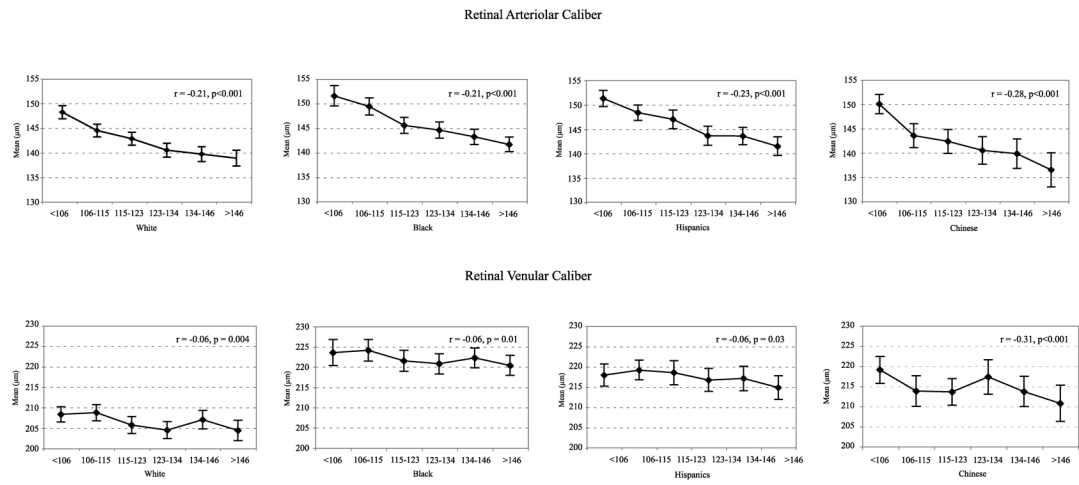 Retinal Arteriolar Caliber
155
150
145
140
135
130
Mean (μm)
r = -0.21, p<0.001
<106 106-115 115-123 123-134 134-146 >146
White
155
150
145
140
135
130
Mean (μm)
r = -0.21, p<0.001
<106 106-115 115-123 123-134 134-146 >146
Black
155
150
145
140
135
130
Mean (μm)
r = -0.23, p<0.001
<106 106-115 115-123 123-134 134-146 >146
Hispanics
155
150
145
140
135
130
Mean (μm)
r = -0.28, p<0.001
<106 106-115 115-123 123-134 134-146 >146
Chinese
Retinal Venular Caliber
230
225
220
215
210
205
200
Mean (μm)
r = -0.06, p = 0.004
<106 106-115 115-123 123-134 134-146 >146
White
230
225
220
215
210
205
200
Mean (μm)
r = -0.06, p = 0.01
<106 106-115 115-123 123-134 134-146 >146
Black
230
225
220
215
210
205
200
Mean (μm)
r = -0.06, p = 0.03
<106 106-115 115-123 123-134 134-146 >146
Hispanics
230
225
220
215
210
205
200
Mean (μm)
r = -0.31, p<0.001
<106 106-115 115-123 123-134 134-146 >146
Chinese